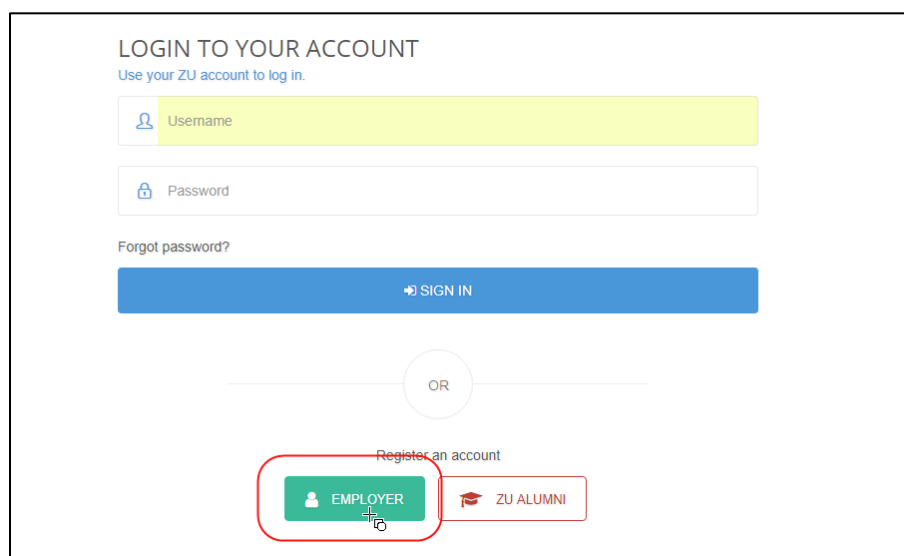 LOGIN TO YOUR ACCOUNT
Use your ZU account to log in.
Username
Password
Forgot password?
SIGN IN
OR
Register an account
EMPLOYER
ZU ALUMNI